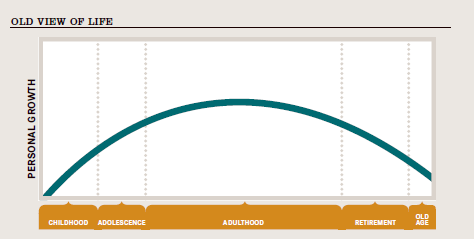 OLD VIEW OF LIFE
PERSONAL GROWTH
CHILDHOOD
ADOLESCENCE
ADULTHOOD
RETIREMENT
OLD
AGE